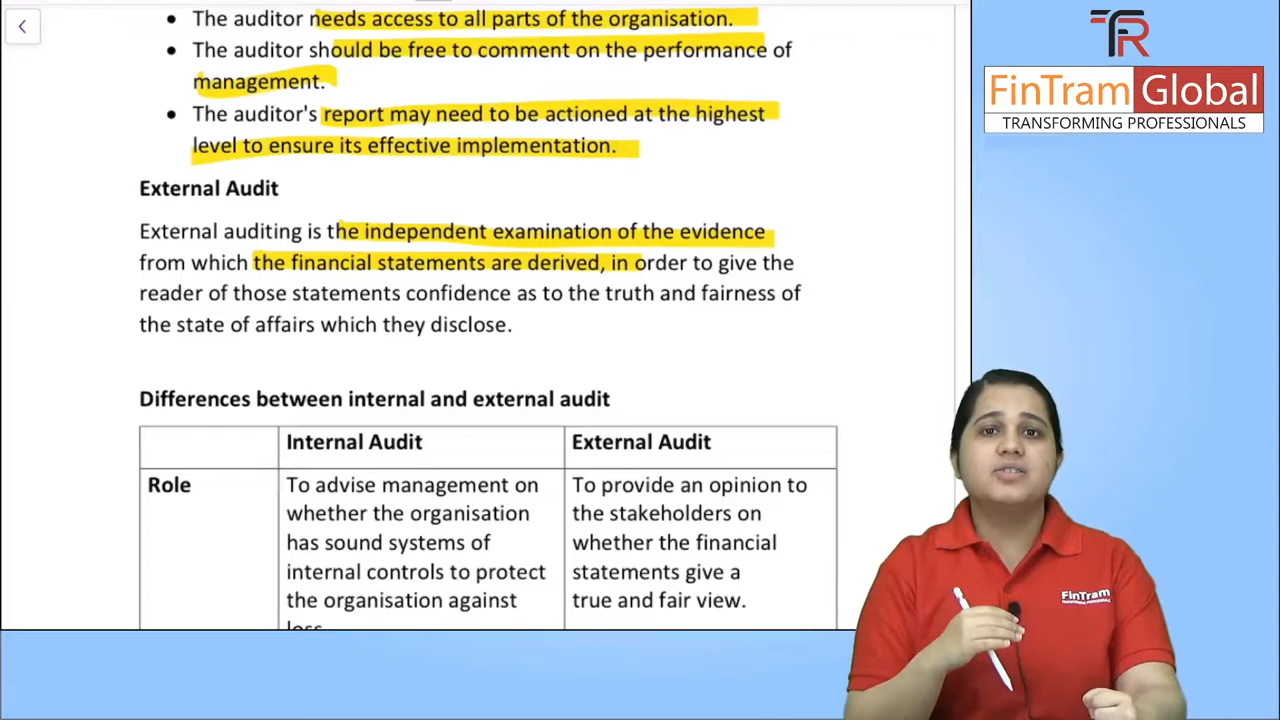 • The auditor needs access to all parts of the organisation.
• The auditor should be free to comment on the performance of
management.
• The auditor's report may need to be actioned at the highest
level to ensure its effective implementation.
External Audit
External auditing is the independent examination of the evidence
from which the financial statements are derived, in order to give the
reader of those statements confidence as to the truth and fairness of
the state of affairs which they disclose.
Differences between internal and external audit
Internal Audit
External Audit
Role
To advise management on
whether the organisation
has sound systems of
internal controls to protect
the organisation against
loss
To provide an opinion to
the stakeholders on
whether the financial
statements give a
true and fair view.
TR
FinTram Global
TRANSFORMING PROFESSIONALS
FinTram
TRANSFORMING PROFESSIONALS